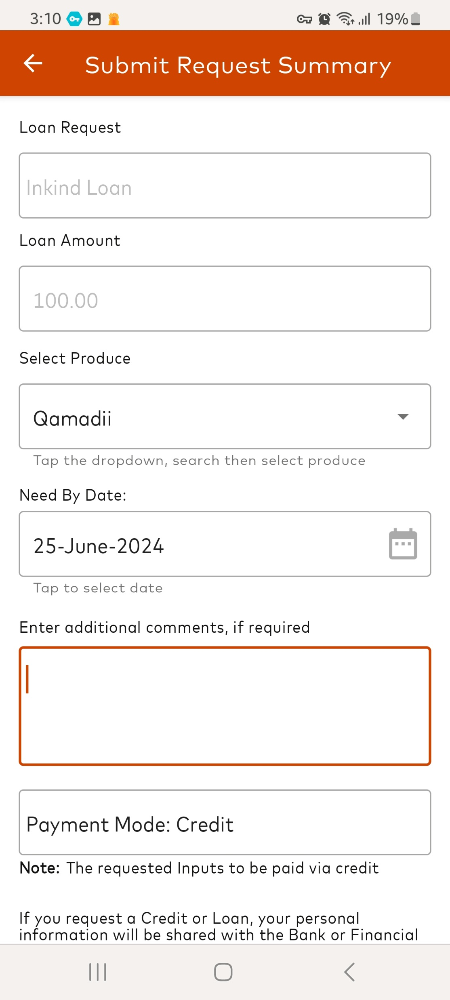 3:10 19%
Submit Request Summary
Loan Request
Inkind Loan
Loan Amount
100.00
Select Produce
Qamadii
Tap the dropdown, search then select produce
Need By Date:
25-June-2024
Tap to select date
Enter additional comments, if required
Payment Mode: Credit
Note: The requested Inputs to be paid via credit
If you request a Credit or Loan, your personal
information will be shared with the Bank or Financial